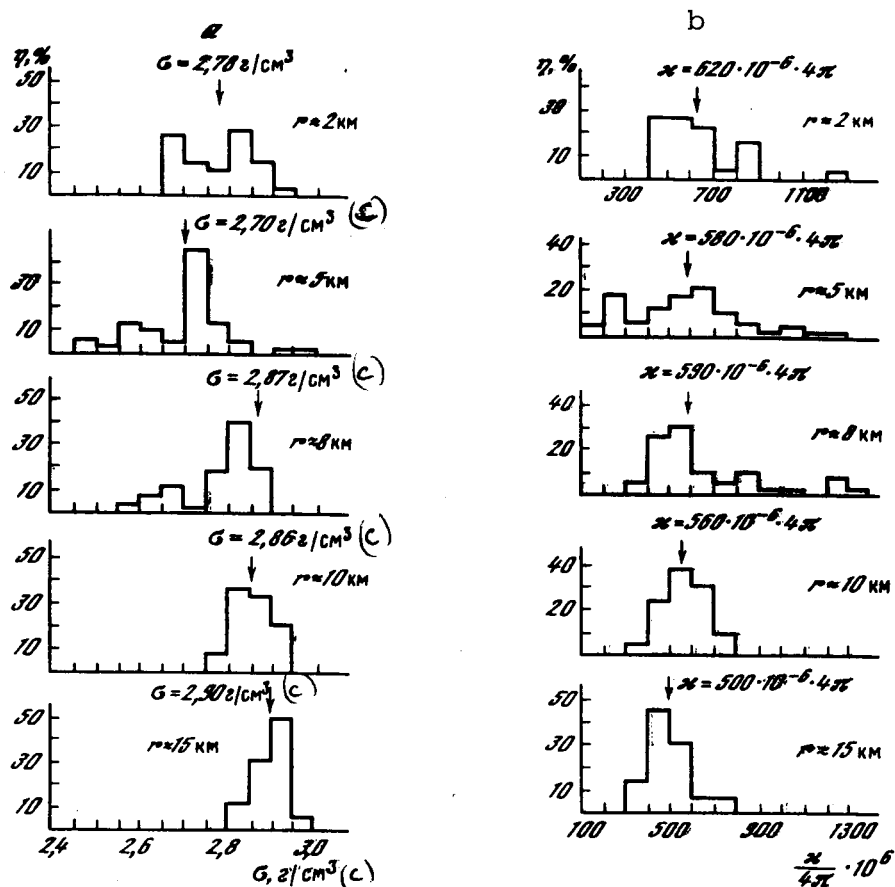 a
η, %
σ = 2,78 г/см³
50
30
10
r≈2 км
σ = 2,70 г/см³ (c)
30
10
r≈5 км
σ = 2,87 г/см³ (c)
50
30
10
r≈8 км
σ = 2,86 г/см³ (c)
50
30
10
r≈10 км
σ = 2,90 г/см³ (c)
50
30
10
r≈15 км
2,4 2,6 2,8 3,0
σ, г/см³ (c)
b
η, %
ϰ = 620·10⁻⁶·4π
30
10
r≈2 км
300 700 1100
ϰ = 580·10⁻⁶·4π
40
20
r≈5 км
ϰ = 590·10⁻⁶·4π
40
20
r≈8 км
ϰ = 560·10⁻⁶·4π
40
20
r≈10 км
ϰ = 500·10⁻⁶·4π
50
30
10
r≈15 км
100 500 900 1300
ϰ/4π · 10⁶